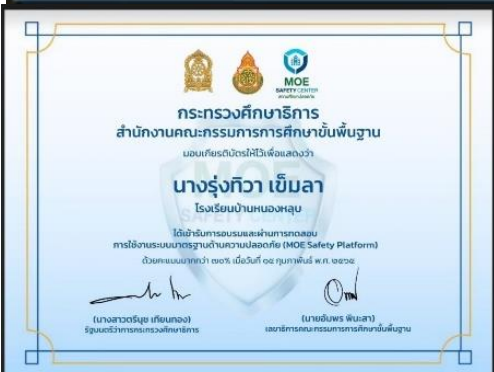 MOE
SAFETY CENTER
กระทรวงศึกษาธิการ
สำนักงานคณะกรรมการการศึกษาขั้นพื้นฐาน
มอบเกียรติบัตรให้ไว้เพื่อแสดงว่า
นางรุ่งทิวา เข็มลา
โรงเรียนบ้านหนองหลุบ
ได้เข้ารับการอบรมและผ่านการทดสอบ
การใช้งานระบบมาตรฐานด้านความปลอดภัย (MOE Safety Platform)
ด้วยคะแนนมากกว่า ๗๐% เมื่อวันที่ ๑๔ กุมภาพันธ์ พ.ศ. ๒๕๖๕
(นางสาวตรีนุช เทียนทอง) (นายอัมพร พินะสา)
รัฐมนตรีว่าการกระทรวงศึกษาธิการ เลขาธิการคณะกรรมการการศึกษาขั้นพื้นฐาน